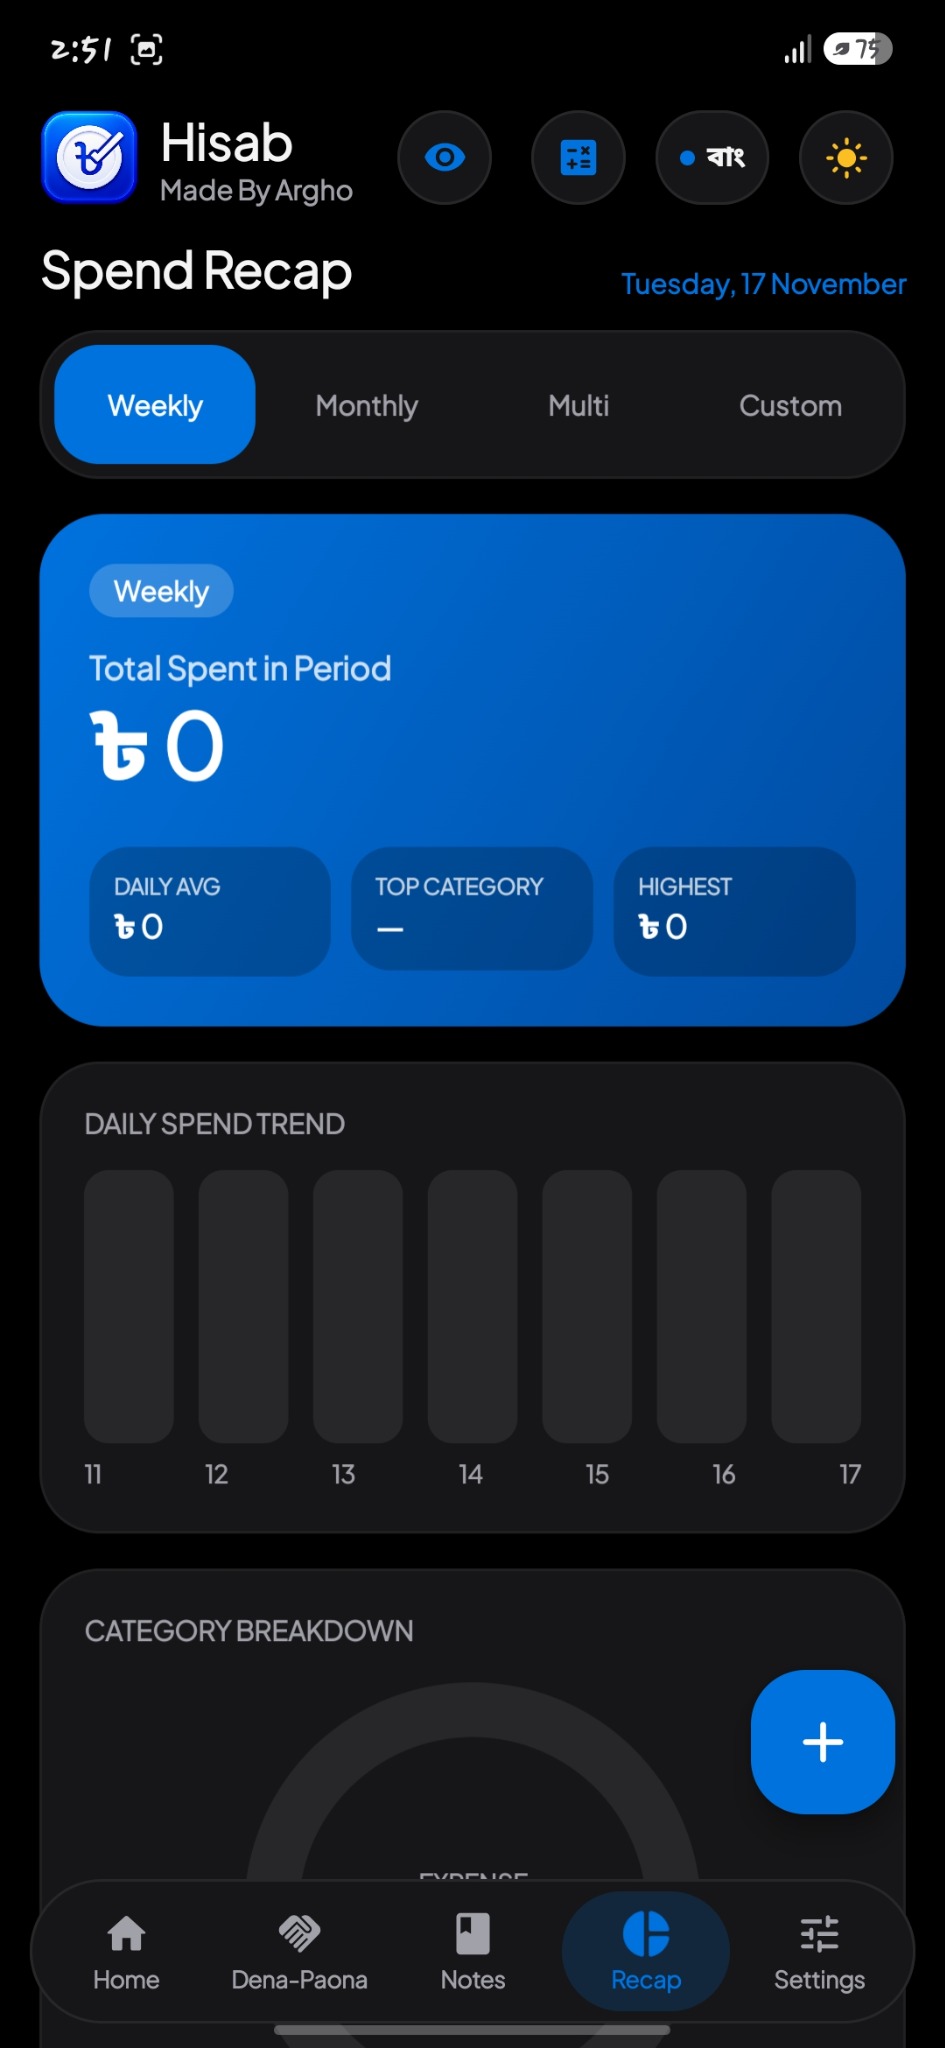 2:51
75
Hisab
Made By Argho
বাং
Spend Recap
Tuesday, 17 November
Weekly
Monthly
Multi
Custom
Weekly
Total Spent in Period
৳ 0
DAILY AVG
৳ 0
TOP CATEGORY
—
HIGHEST
৳ 0
DAILY SPEND TREND
11
12
13
14
15
16
17
CATEGORY BREAKDOWN
EXPENSE
Home
Dena-Paona
Notes
Recap
Settings